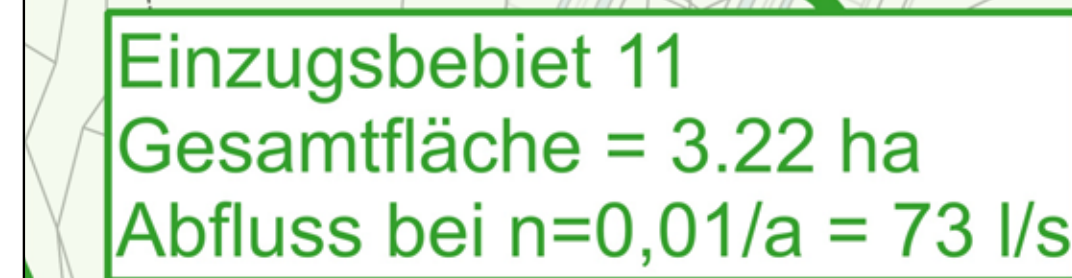 Einzugsbebiet 11
Gesamtfläche = 3.22 ha
Abfluss bei n=0,01/a = 73 l/s